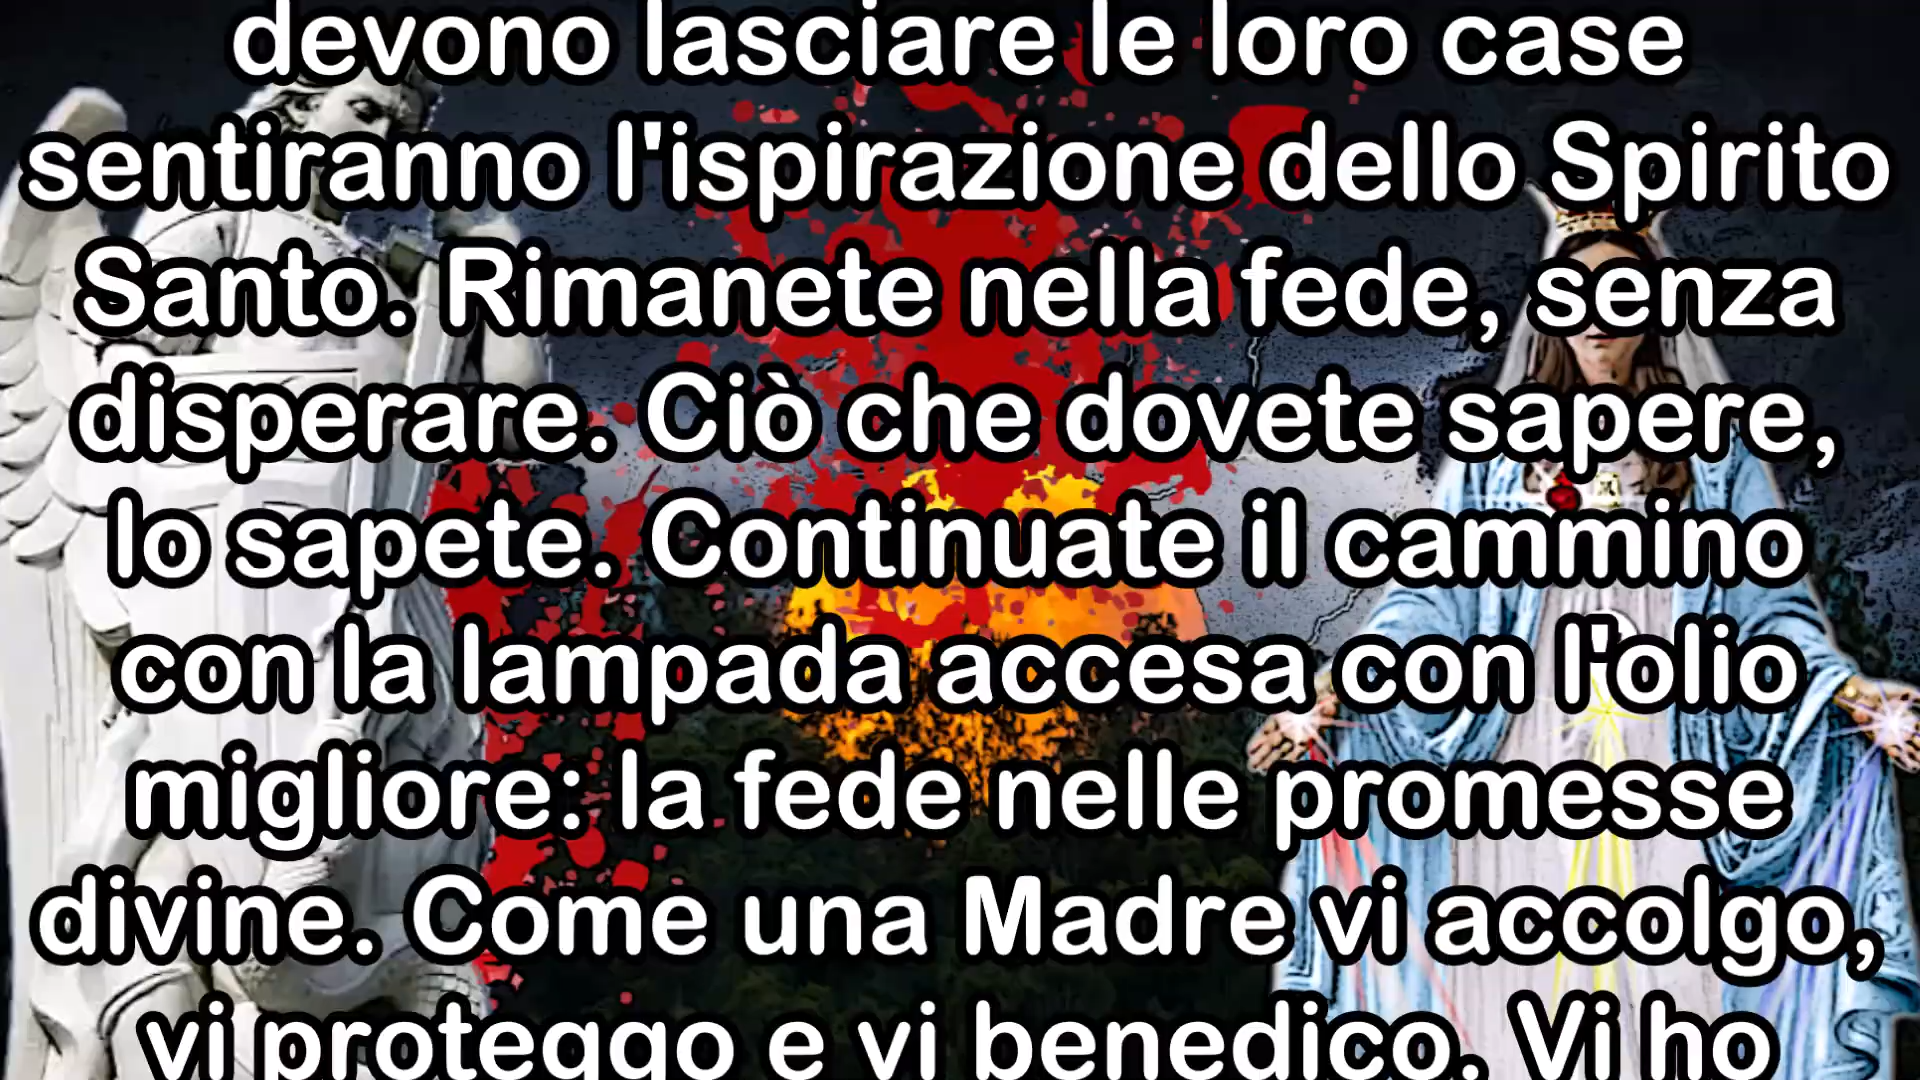 devono lasciare le loro case
sentiranno l'ispirazione dello Spirito
Santo. Rimanete nella fede, senza
disperare. Ciò che dovete sapere,
lo sapete. Continuate il cammino
con la lampada accesa con l'olio
migliore: la fede nelle promesse
divine. Come una Madre vi accolgo,
vi proteggo e vi benedico. Vi ho